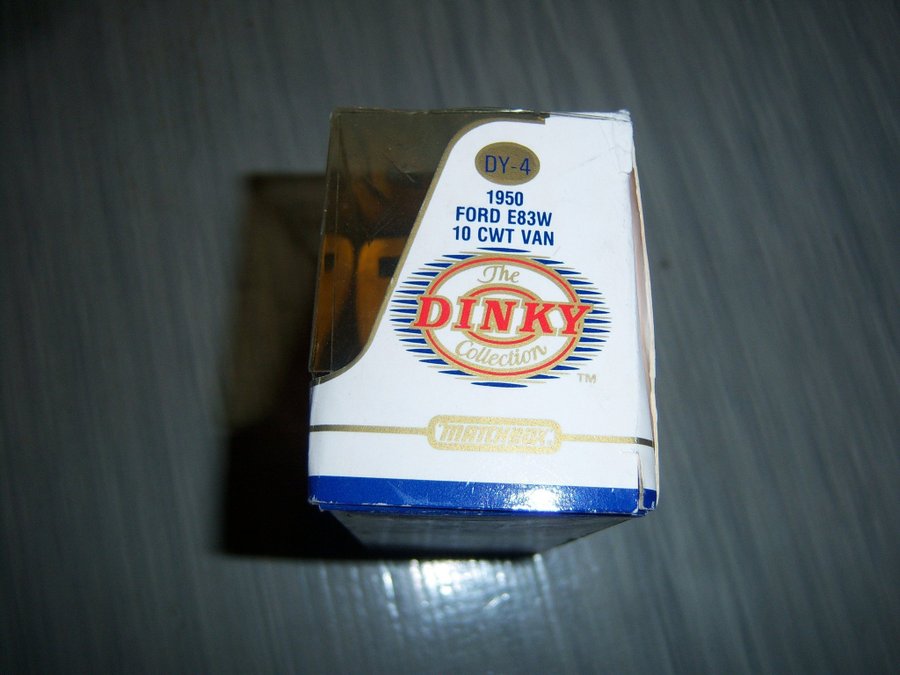 DY-4
1950
FORD E83W
10 CWT VAN
The
DINKY
Collection
TM
MATCHBOX